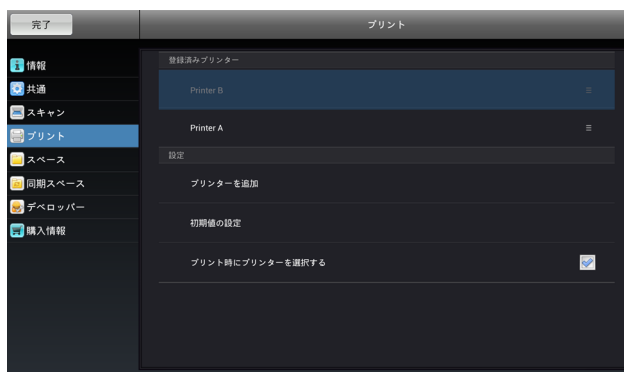 完了
プリント
情報
共通
スキャン
プリント
スペース
同期スペース
デベロッパー
購入情報
登録済みプリンター
Printer B
Printer A
設定
プリンターを追加
初期値の設定
プリント時にプリンターを選択する